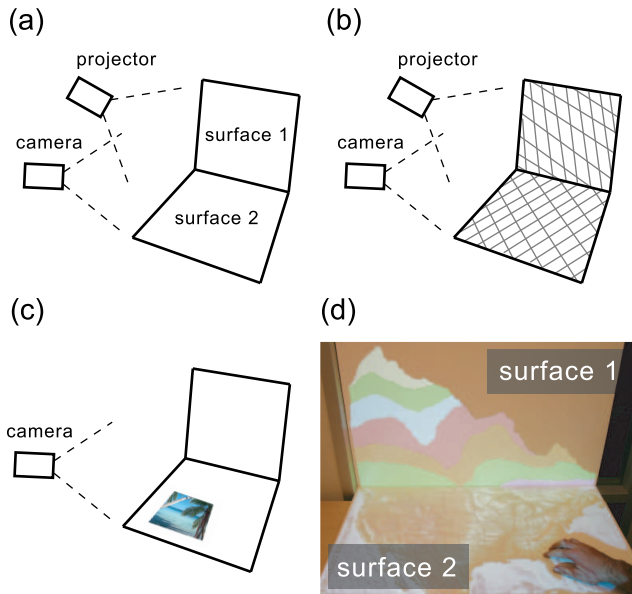 (a)
projector
camera
surface 1
surface 2
(b)
projector
camera
(c)
camera
(d)
surface 1
surface 2